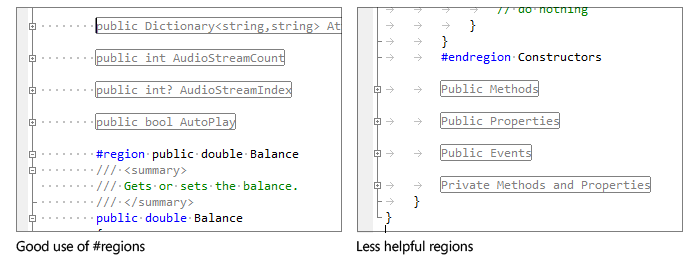 public Dictionary<string,string> At
public int AudioStreamCount
public int? AudioStreamIndex
public bool AutoPlay
#region public double Balance
/// <summary>
/// Gets or sets the balance.
/// </summary>
public double Balance
Good use of #regions
// do nothing
}
}
#endregion Constructors
Public Methods
Public Properties
Public Events
Private Methods and Properties
}
}
Less helpful regions